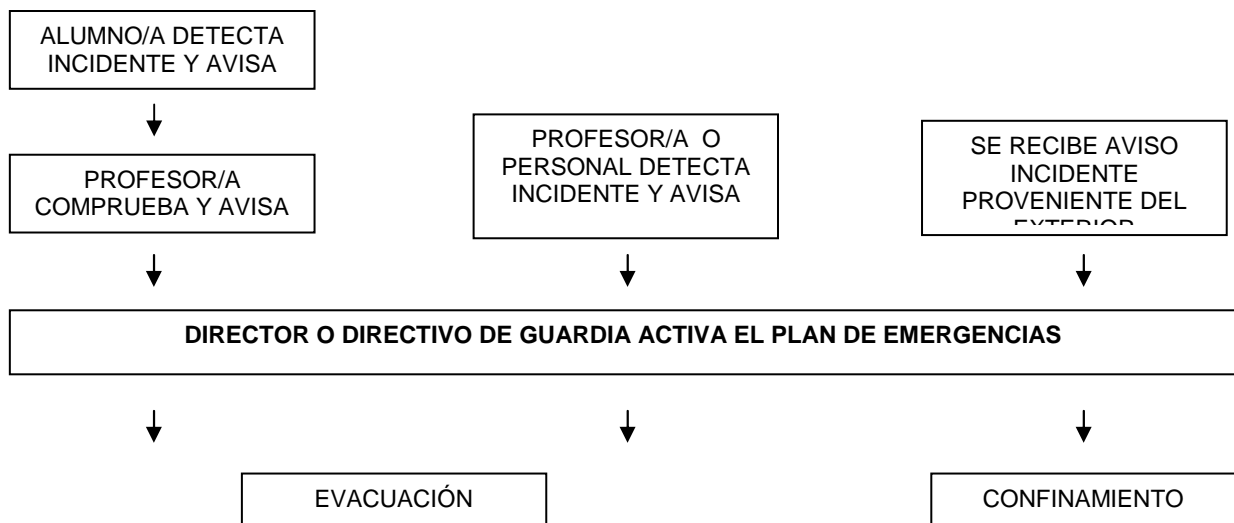 ALUMNO/A DETECTA
INCIDENTE Y AVISA
PROFESOR/A
COMPRUEBA Y AVISA
PROFESOR/A O
PERSONAL DETECTA
INCIDENTE Y AVISA
SE RECIBE AVISO
INCIDENTE
PROVENIENTE DEL
EXTERIOR
DIRECTOR O DIRECTIVO DE GUARDIA ACTIVA EL PLAN DE EMERGENCIAS
EVACUACIÓN
CONFINAMIENTO